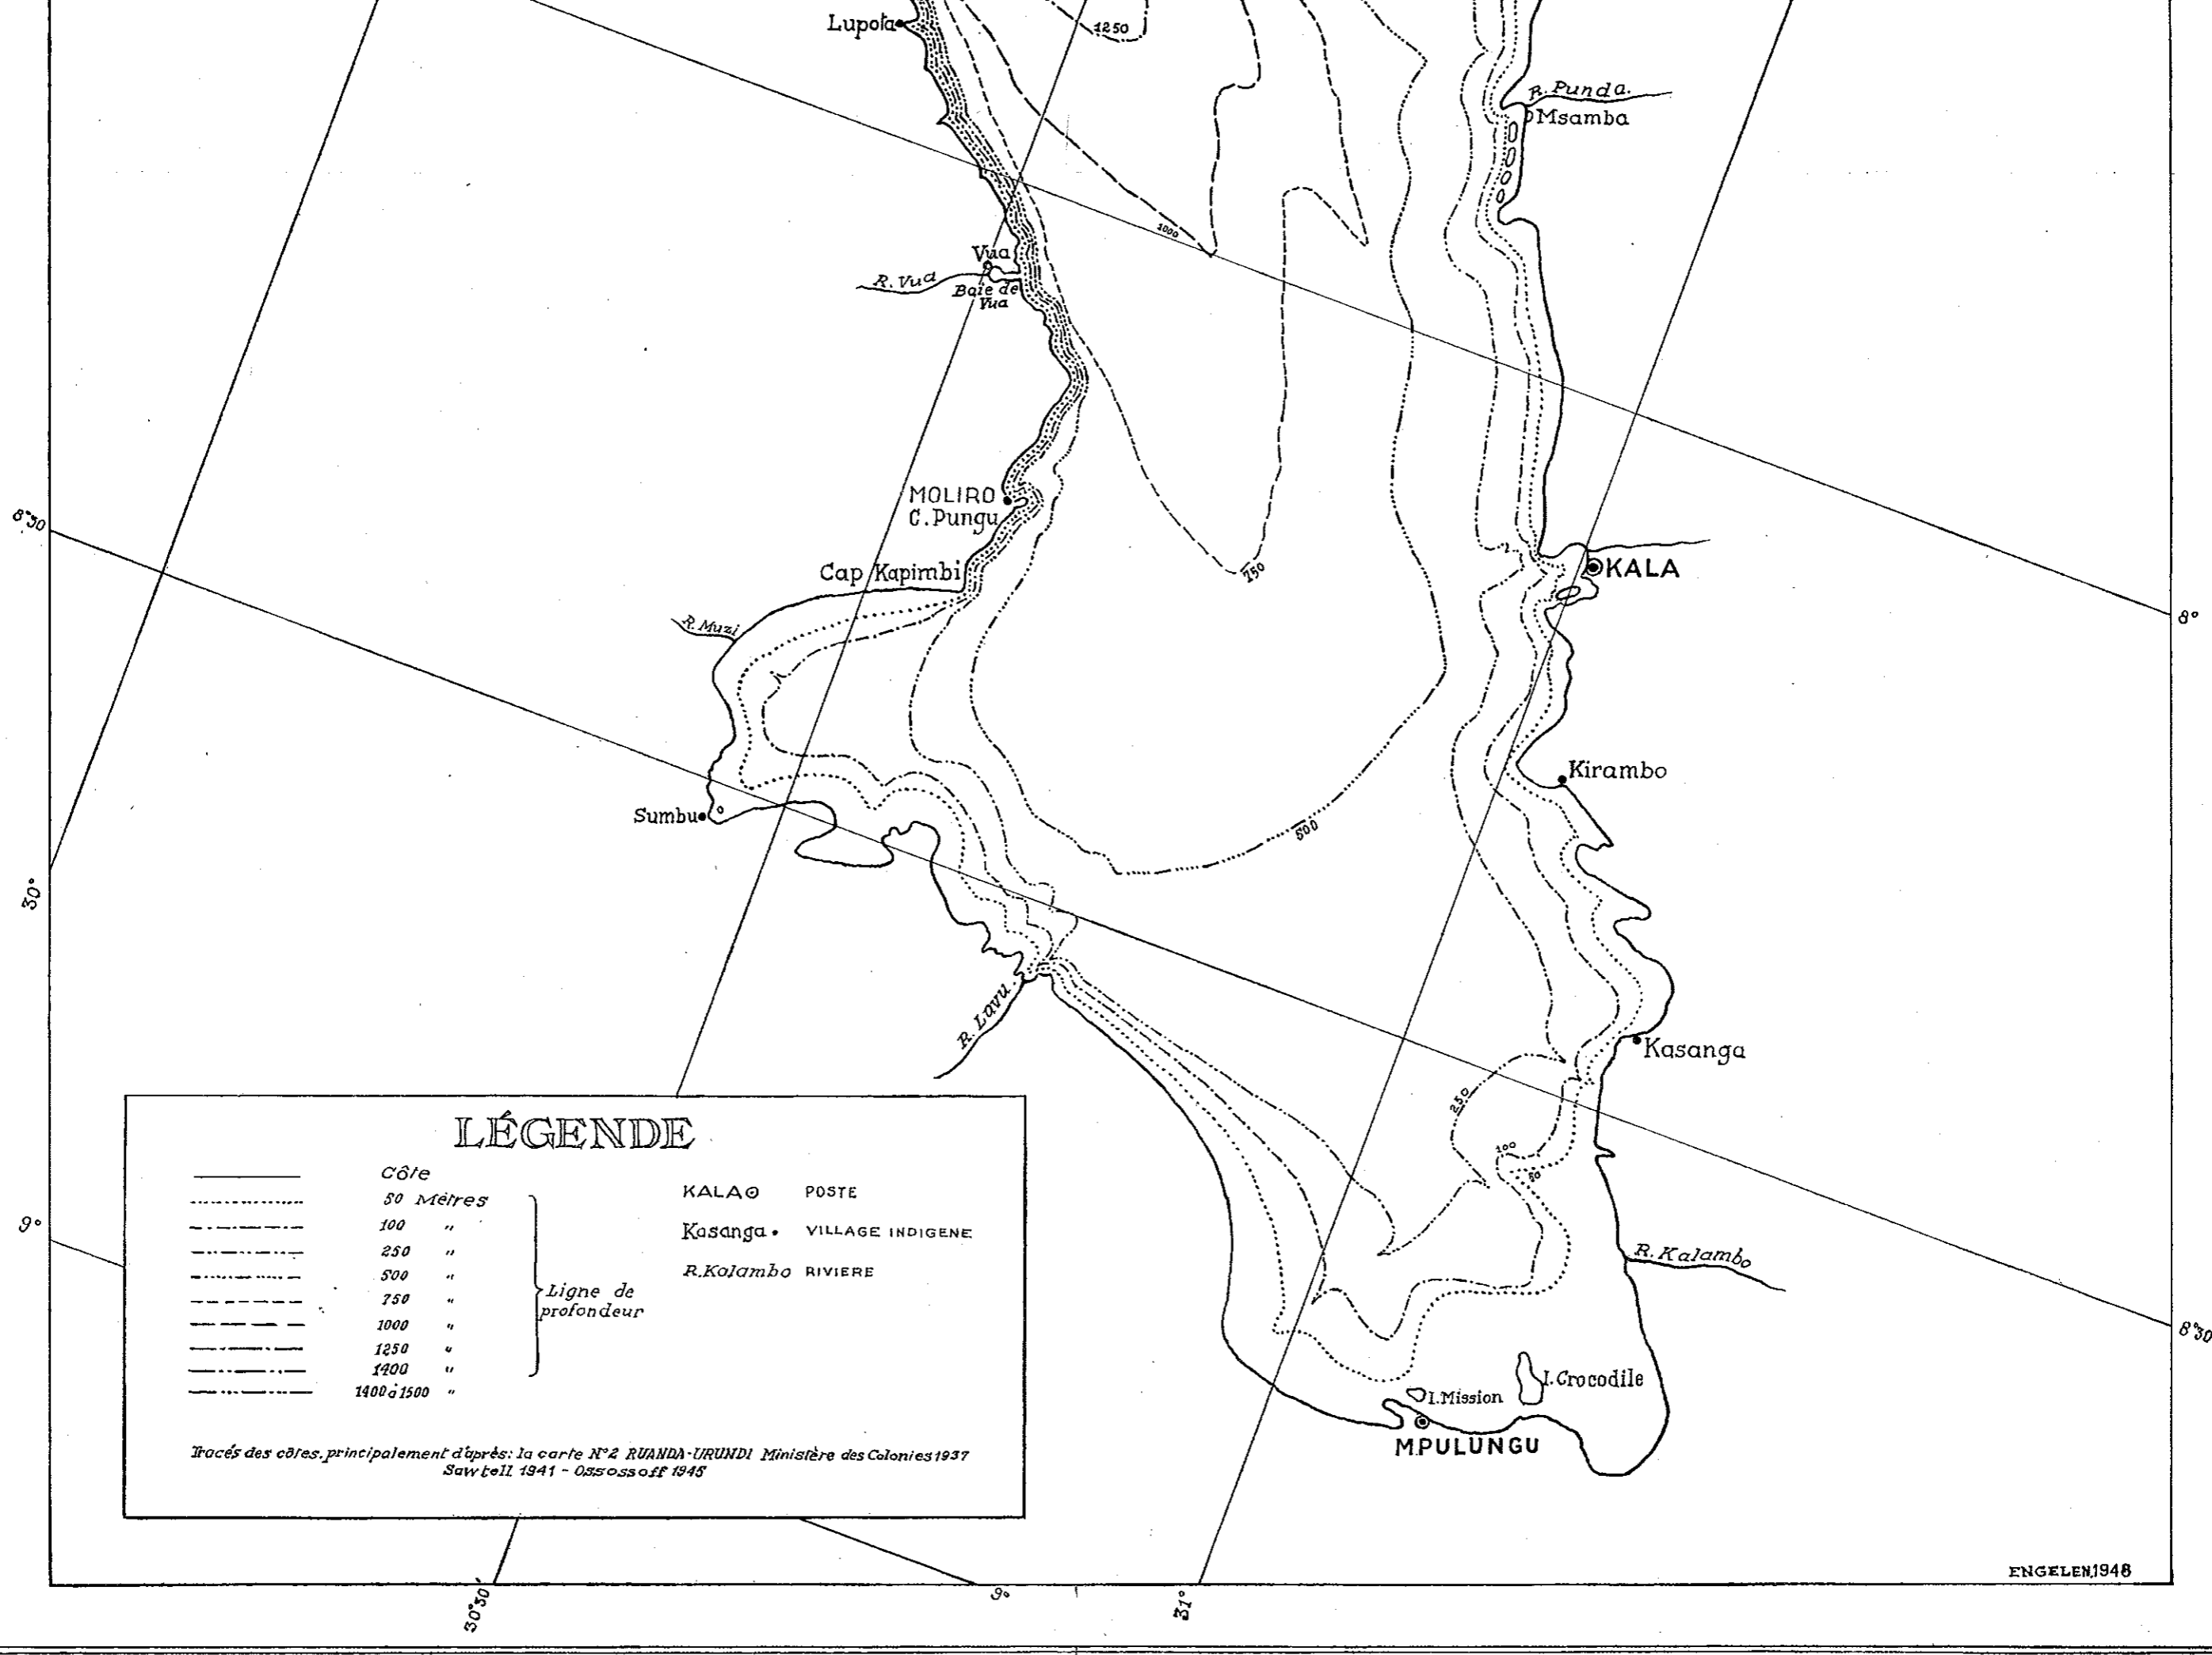 Lupota
1250
R. Punda.
Msamba
1000
Vua
R. Vua
Baie de
Vua
MOLIRO
C. Pungu
8°30
Cap Kapimbi
750
KALA
8°
R. Muzi
Kirambo
Sumbu
500
30°
R. Lavu.
Kasanga
250
100
50
9°
R. Kalambo
8°30
I. Crocodile
I. Mission
M.PULUNGU
LÉGENDE
Côte
50 Mètres
100 "
250 "
500 "
750 "
1000 "
1250 "
1400 "
1400 à 1500 "
Ligne de
profondeur
KALA POSTE
Kasanga VILLAGE INDIGENE
R.Kalambo RIVIERE
Tracés des côtes, principalement d'après: la carte N°2 RUANDA-URUNDI Ministère des Colonies 1937
Sawtell 1941 - Ossossoff 1945
ENGELEN.1948
30°30'
9°
31°